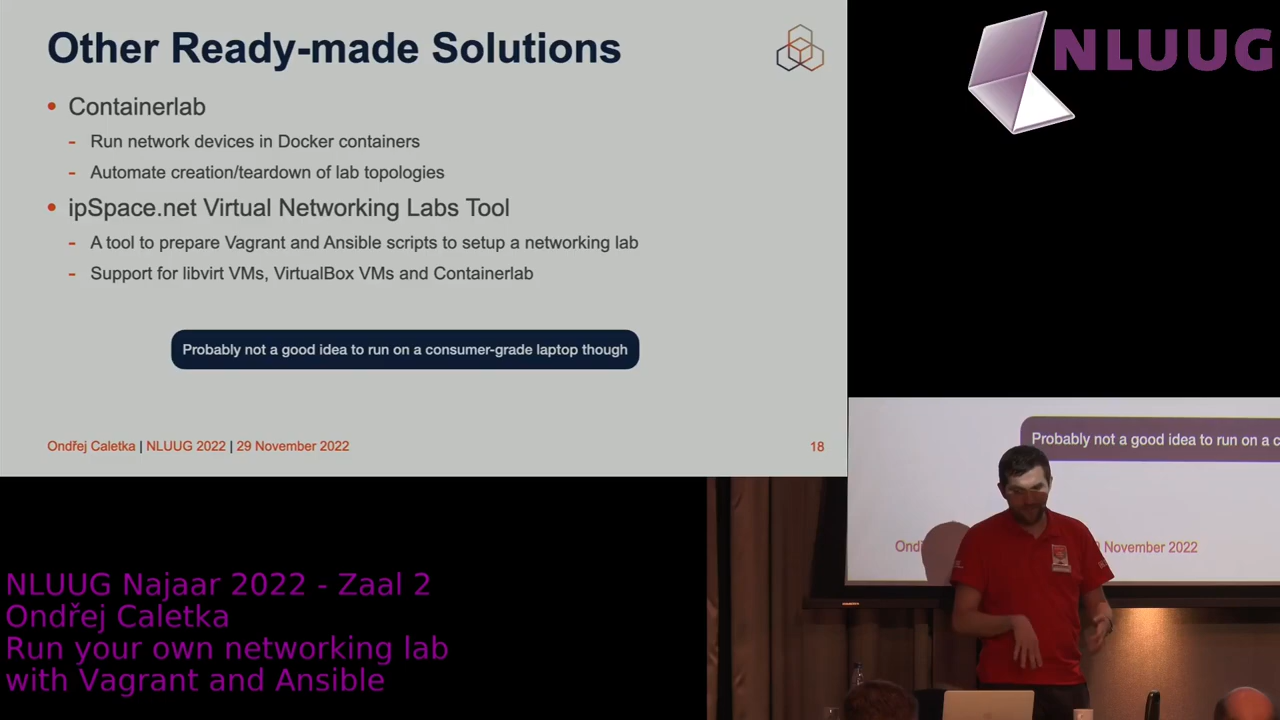 Other Ready-made Solutions
• Containerlab
- Run network devices in Docker containers
- Automate creation/teardown of lab topologies
• ipSpace.net Virtual Networking Labs Tool
- A tool to prepare Vagrant and Ansible scripts to setup a networking lab
- Support for libvirt VMs, VirtualBox VMs and Containerlab
Probably not a good idea to run on a consumer-grade laptop though
Ondřej Caletka | NLUUG 2022 | 29 November 2022
18
NLUUG
Probably not a good idea to run on a c
Ond
November 2022
NLUUG Najaar 2022 - Zaal 2
Ondřej Caletka
Run your own networking lab
with Vagrant and Ansible